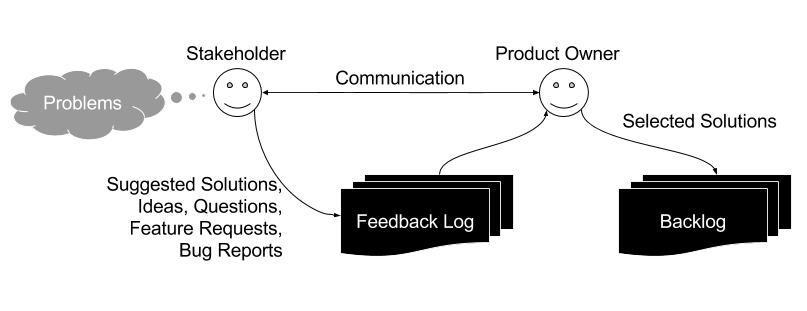 Stakeholder
Product Owner
Problems
Communication
Selected Solutions
Suggested Solutions,
Ideas, Questions,
Feature Requests,
Bug Reports
Feedback Log
Backlog